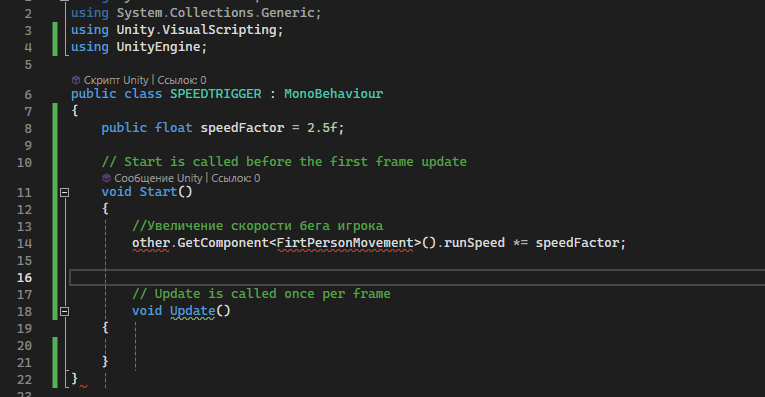 2 using System.Collections.Generic;
3 using Unity.VisualScripting;
4 using UnityEngine;
5
Скрипт Unity | Ссылок: 0
6 public class SPEEDTRIGGER : MonoBehaviour
7 {
8 public float speedFactor = 2.5f;
9
10 // Start is called before the first frame update
Сообщение Unity | Ссылок: 0
11 void Start()
12 {
13 //Увеличение скорости бега игрока
14 other.GetComponent<FirtPersonMovement>().runSpeed *= speedFactor;
15
16
17 // Update is called once per frame
18 void Update()
19 {
20
21 }
22 }
23